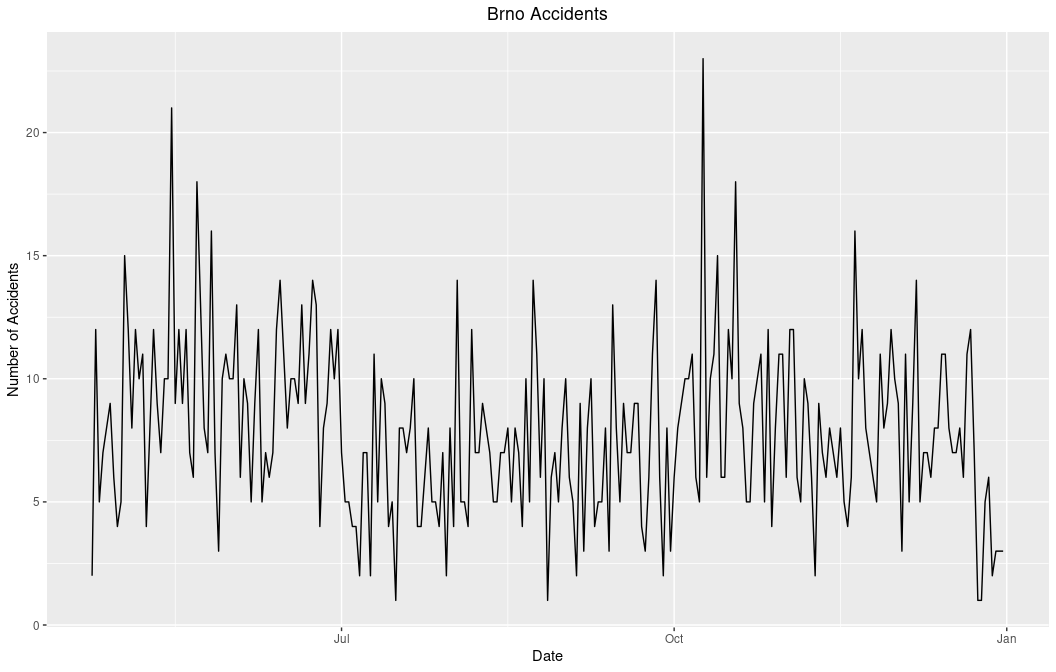 Brno Accidents
Number of Accidents
20
15
10
5
0
Jul
Oct
Jan
Date